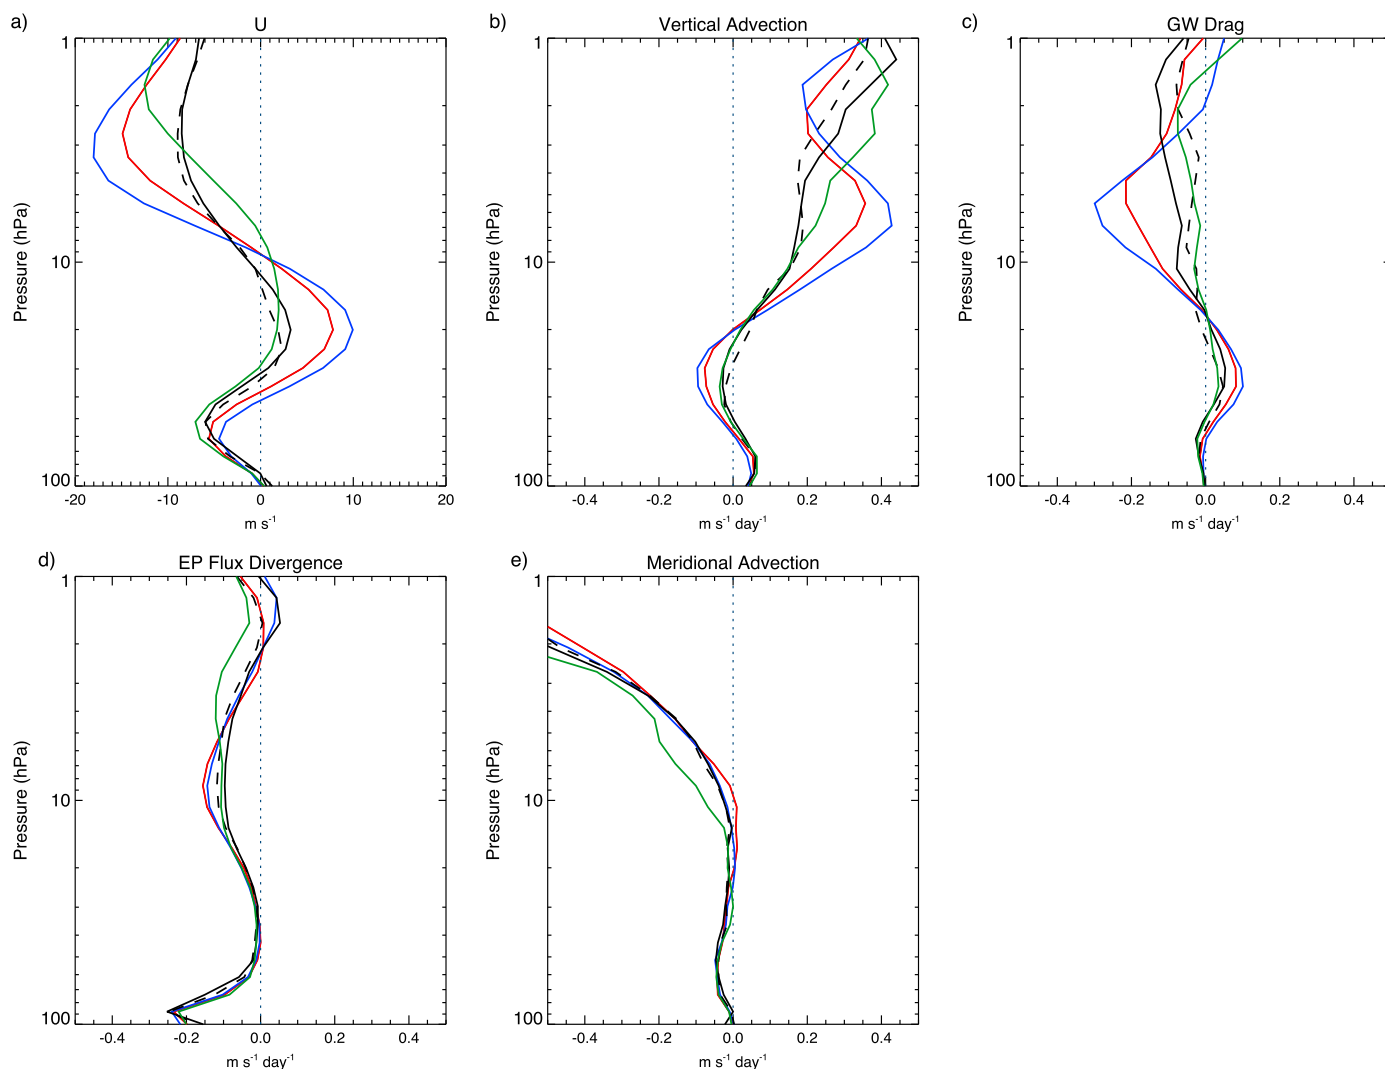 a)
U
1
10
100
Pressure (hPa)
-20
-10
0
10
20
m s-1
b)
Vertical Advection
1
10
100
Pressure (hPa)
-0.4
-0.2
0.0
0.2
0.4
m s-1 day-1
c)
GW Drag
1
10
100
Pressure (hPa)
-0.4
-0.2
0.0
0.2
0.4
m s-1 day-1
d)
EP Flux Divergence
1
10
100
Pressure (hPa)
-0.4
-0.2
0.0
0.2
0.4
m s-1 day-1
e)
Meridional Advection
1
10
100
Pressure (hPa)
-0.4
-0.2
0.0
0.2
0.4
m s-1 day-1